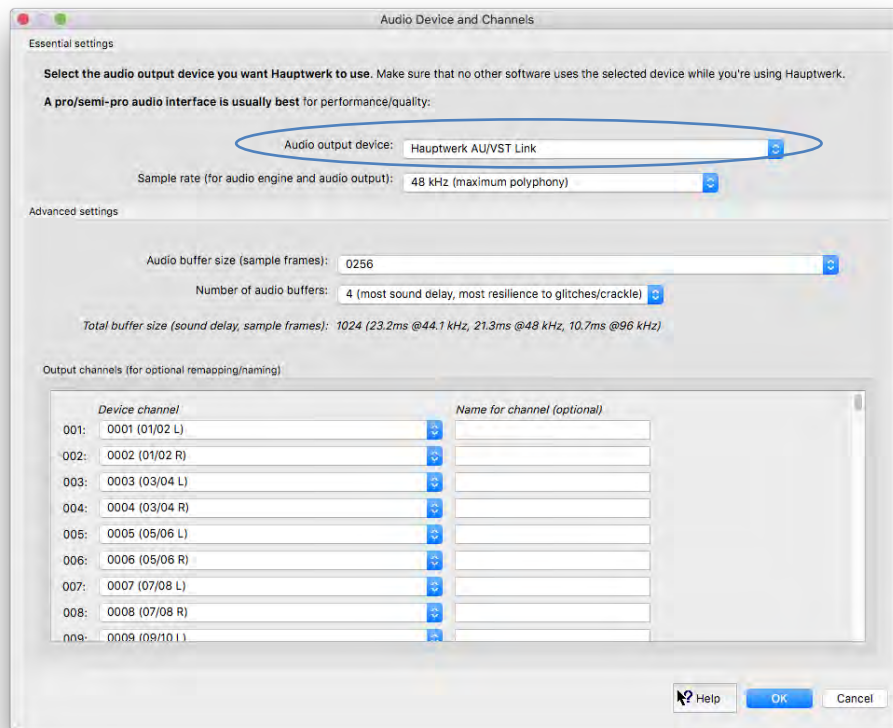 Audio Device and Channels
Essential settings
Select the audio output device you want Hauptwerk to use. Make sure that no other software uses the selected device while you're using Hauptwerk.
A pro/semi-pro audio interface is usually best for performance/quality:
Audio output device: Hauptwerk AU/VST Link
Sample rate (for audio engine and audio output): 48 kHz (maximum polyphony)
Advanced settings
Audio buffer size (sample frames): 0256
Number of audio buffers: 4 (most sound delay, most resilience to glitches/crackle)
Total buffer size (sound delay, sample frames): 1024 (23.2ms @44.1 kHz, 21.3ms @48 kHz, 10.7ms @96 kHz)
Output channels (for optional remapping/naming)
Device channel Name for channel (optional)
001: 0001 (01/02 L)
002: 0002 (01/02 R)
003: 0003 (03/04 L)
004: 0004 (03/04 R)
005: 0005 (05/06 L)
006: 0006 (05/06 R)
007: 0007 (07/08 L)
008: 0008 (07/08 R)
009: 0009 (09/10 L)
? Help OK Cancel